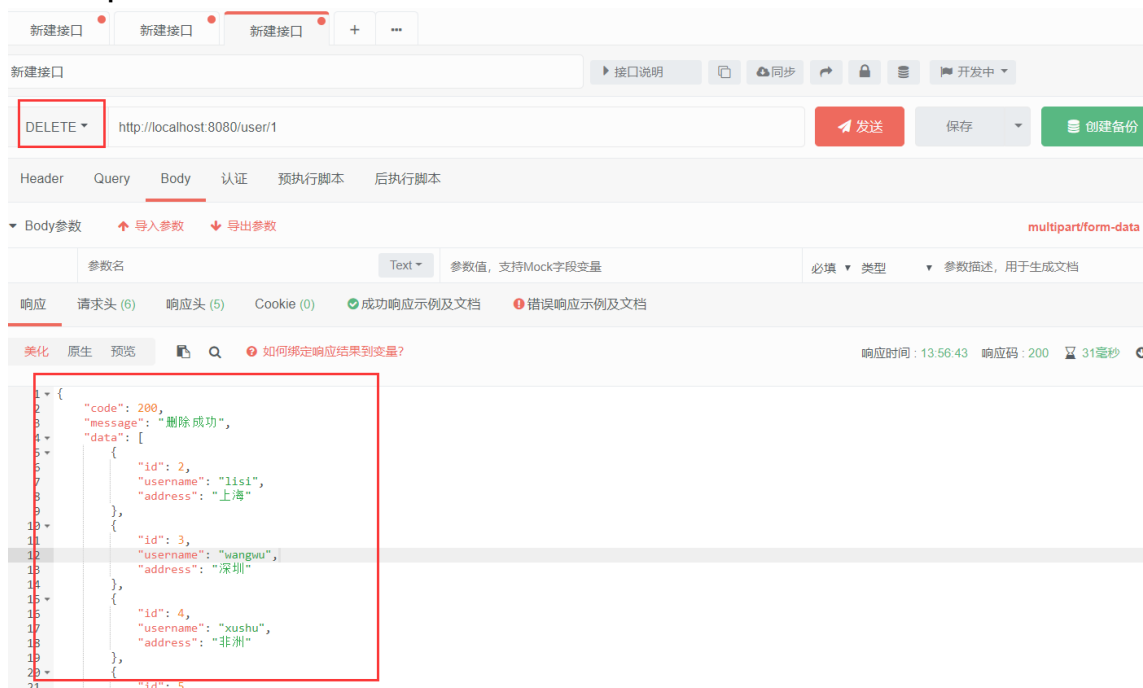 新建接口 新建接口 新建接口 + ···
新建接口 接口说明 同步 开发中
DELETE http://localhost:8080/user/1 发送 保存 创建备份
Header Query Body 认证 预执行脚本 后执行脚本
Body参数 导入参数 导出参数 multipart/form-data
参数名 Text 参数值，支持Mock字段变量 必填 类型 参数描述，用于生成文档
响应 请求头 (6) 响应头 (5) Cookie (0) 成功响应示例及文档 错误响应示例及文档
美化 原生 预览 如何绑定响应结果到变量? 响应时间 : 13:56:43 响应码 : 200 31毫秒
1 {
2 "code": 200,
3 "message": "删除成功",
4 "data": [
5 {
6 "id": 2,
7 "username": "lisi",
8 "address": "上海"
9 },
10 {
11 "id": 3,
12 "username": "wangwu",
13 "address": "深圳"
14 },
15 {
16 "id": 4,
17 "username": "xushu",
18 "address": "非洲"
19 },
20 {
21 "id": 5